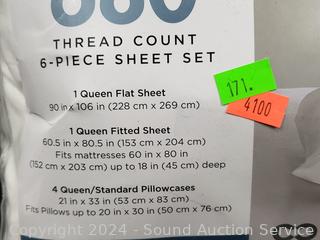 680
THREAD COUNT
6-PIECE SHEET SET
1 Queen Flat Sheet
90 in x 106 in (228 cm x 269 cm)
1 Queen Fitted Sheet
60.5 in x 80.5 in (153 cm x 204 cm)
Fits mattresses 60 in x 80 in
(152 cm x 203 cm) up to 18 in (45 cm) deep
4 Queen/Standard Pillowcases
21 in x 33 in (53 cm x 83 cm)
Fits Pillows up to 20 in x 30 in (50 cm x 76 cm)
171.
4100
Copyright 2024 - Sound Auction Service